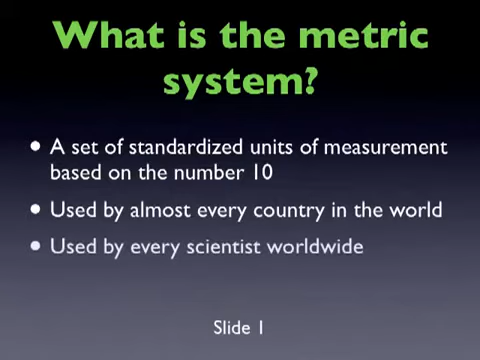 What is the metric
system?
• A set of standardized units of measurement
based on the number 10
• Used by almost every country in the world
• Used by every scientist worldwide
Slide 1